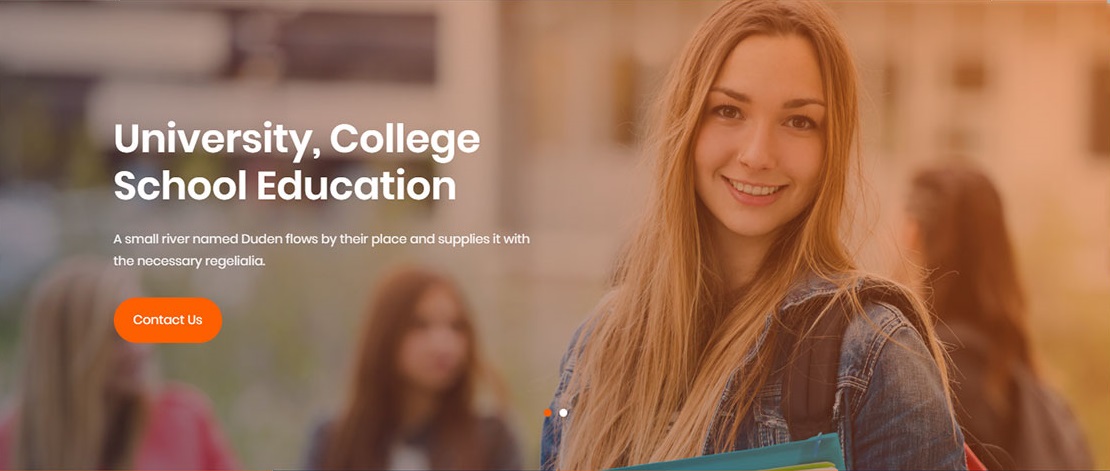 University, College
School Education
A small river named Duden flows by their place and supplies it with
the necessary regelialia.
Contact Us